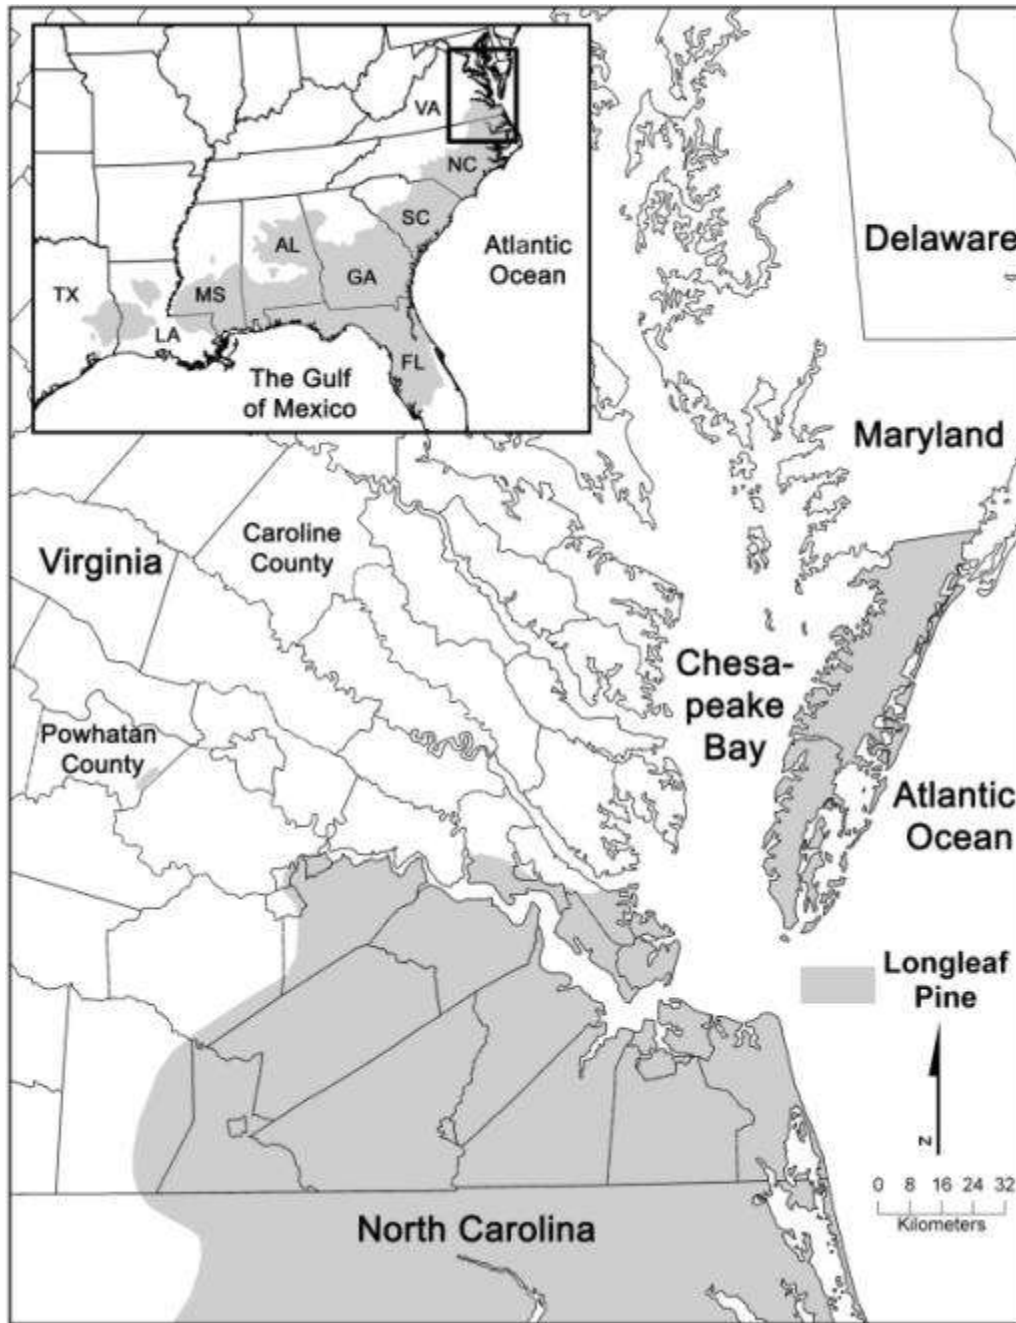 VA
NC
SC
AL
GA
MS
TX
LA
FL
Atlantic
Ocean
The Gulf
of Mexico
Delaware
Maryland
Virginia
Caroline
County
Powhatan
County
Chesa-
peake
Bay
Atlantic
Ocean
Longleaf
Pine
N
0 8 16 24 32
Kilometers
North Carolina